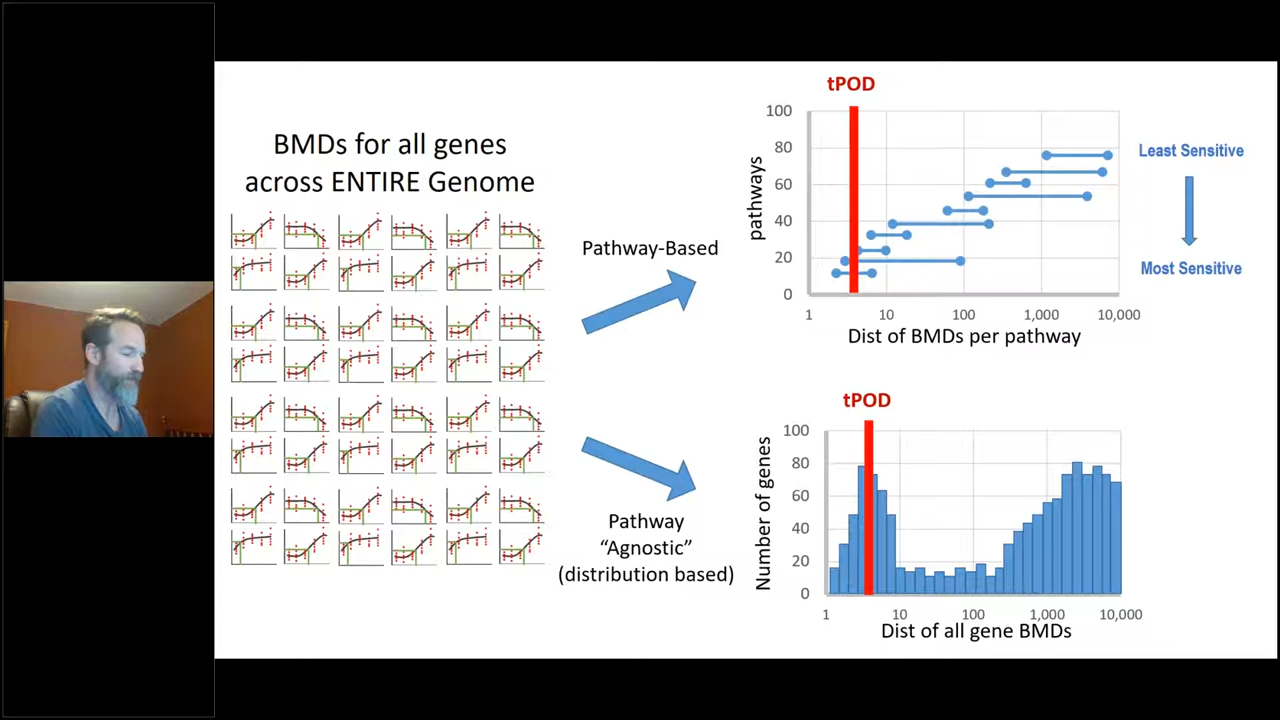 BMDs for all genes
across ENTIRE Genome
Pathway-Based
Pathway
“Agnostic”
(distribution based)
tPOD
pathways
100
80
60
40
20
0
1
10
100
1,000
10,000
Dist of BMDs per pathway
Least Sensitive
Most Sensitive
tPOD
Number of genes
100
80
60
40
20
0
1
10
100
1,000
10,000
Dist of all gene BMDs